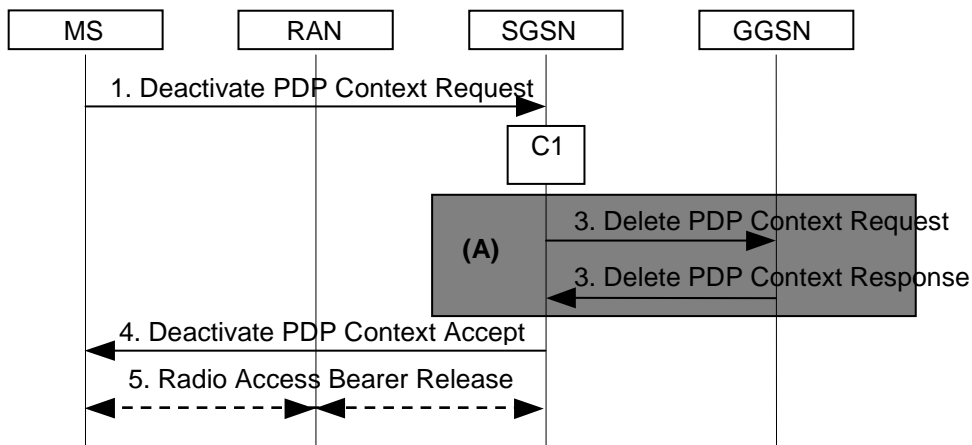 MS RAN SGSN GGSN
1. Deactivate PDP Context Request
C1
3. Delete PDP Context Request
(A)
3. Delete PDP Context Response
4. Deactivate PDP Context Accept
5. Radio Access Bearer Release